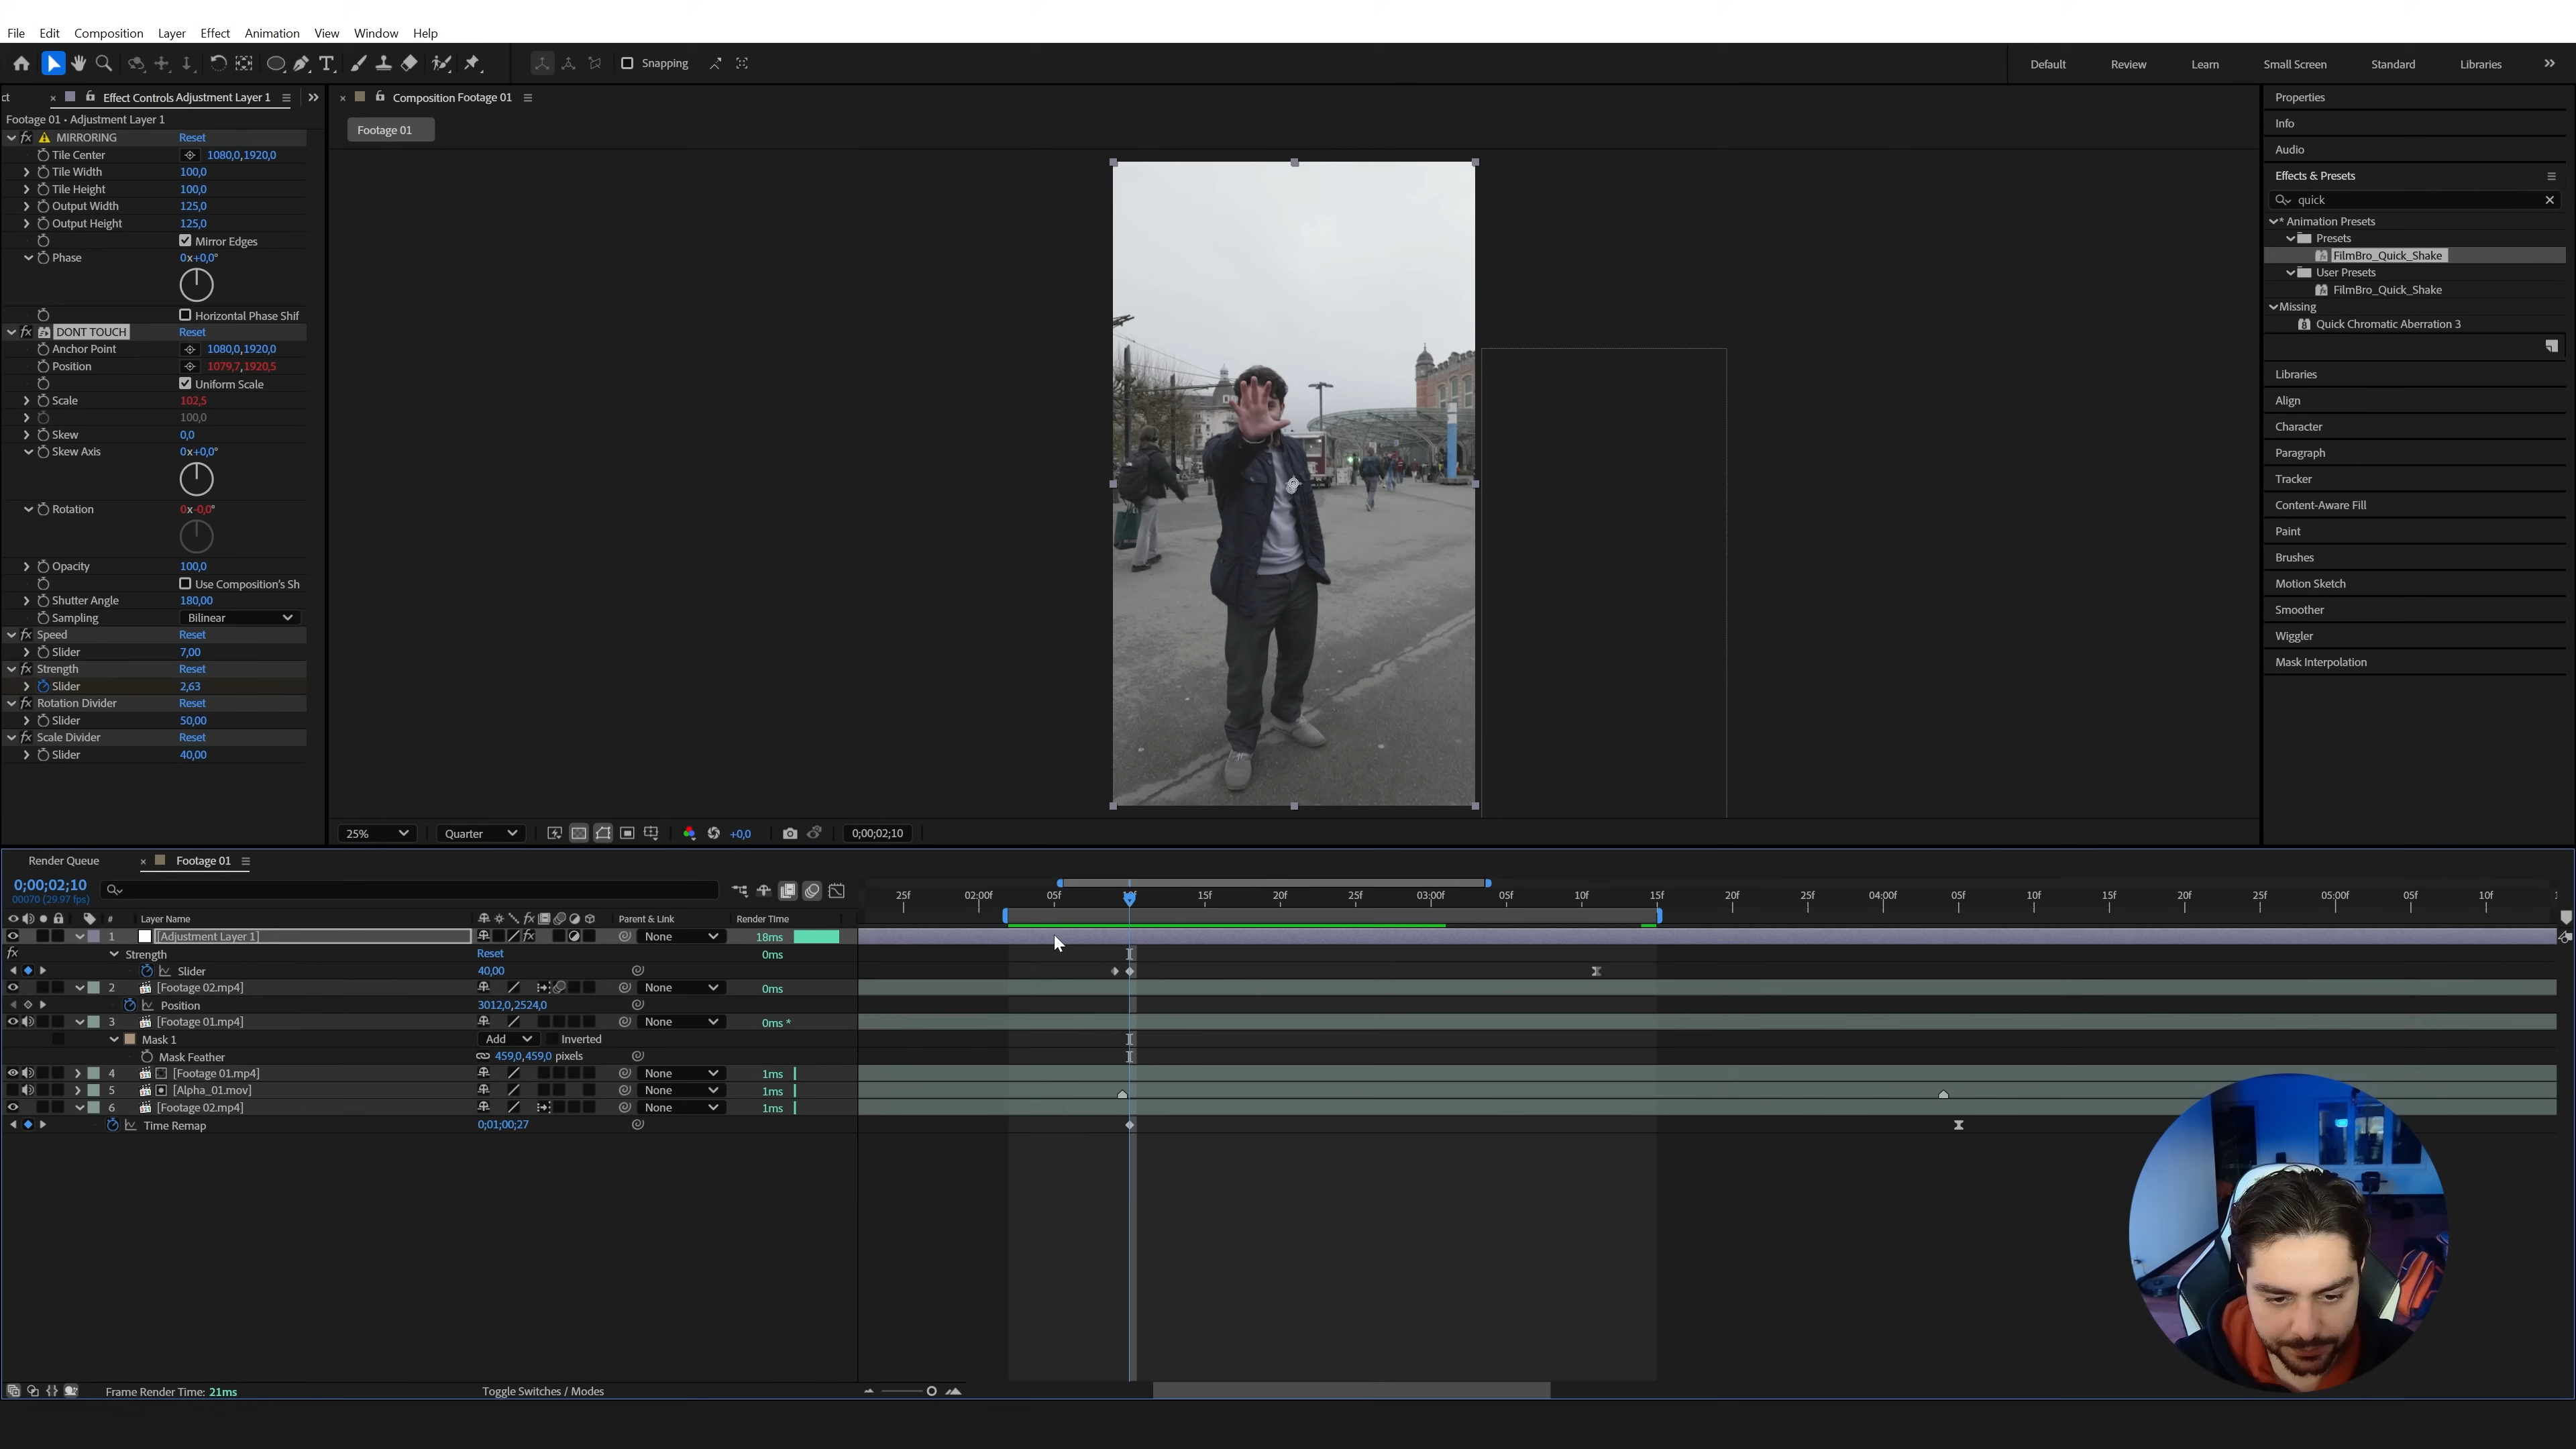 File Edit Composition Layer Effect Animation View Window Help
Snapping
Default Review Learn Small Screen Standard Libraries
ct × Effect Controls Adjustment Layer 1
Footage 01 • Adjustment Layer 1
MIRRORING Reset
Tile Center 1080,0,1920,0
Tile Width 100,0
Tile Height 100,0
Output Width 125,0
Output Height 125,0
Mirror Edges
Phase 0x+0,0°
Horizontal Phase Shif
DONT TOUCH Reset
Anchor Point 1080,0,1920,0
Position 1079,7,1920,5
Uniform Scale
Scale 102,5
100,0
Skew 0,0
Skew Axis 0x+0,0°
Rotation 0x-0,0°
Opacity 100,0
Use Composition's Sh
Shutter Angle 180,00
Sampling Bilinear
Speed Reset
Slider 7,00
Strength Reset
Slider 2,63
Rotation Divider Reset
Slider 50,00
Scale Divider Reset
Slider 40,00
× Composition Footage 01
Footage 01
25% Quarter +0,0 0;00;02;10
Properties
Info
Audio
Effects & Presets
quick
* Animation Presets
Presets
FilmBro_Quick_Shake
User Presets
FilmBro_Quick_Shake
Missing
Quick Chromatic Aberration 3
Libraries
Align
Character
Paragraph
Tracker
Content-Aware Fill
Paint
Brushes
Motion Sketch
Smoother
Wiggler
Mask Interpolation
Render Queue × Footage 01
0;00;02;10
00070 (29.97 fps)
25f 02:00f 05f 10f 15f 20f 25f 03:00f 05f 10f 15f 20f 25f 04:00f 05f 10f 15f 20f 25f 05:00f 05f 10f 1
# Layer Name Parent & Link Render Time
1 [Adjustment Layer 1] None 18ms
Strength Reset 0ms
Slider 40,00
2 [Footage 02.mp4] None 0ms
Position 3012,0,2524,0
3 [Footage 01.mp4] None 0ms *
Mask 1 Add Inverted
Mask Feather 459,0,459,0 pixels
4 [Footage 01.mp4] None 1ms
5 [Alpha_01.mov] None 1ms
6 [Footage 02.mp4] None 1ms
Time Remap 0;01;00;27
Frame Render Time: 21ms Toggle Switches / Modes